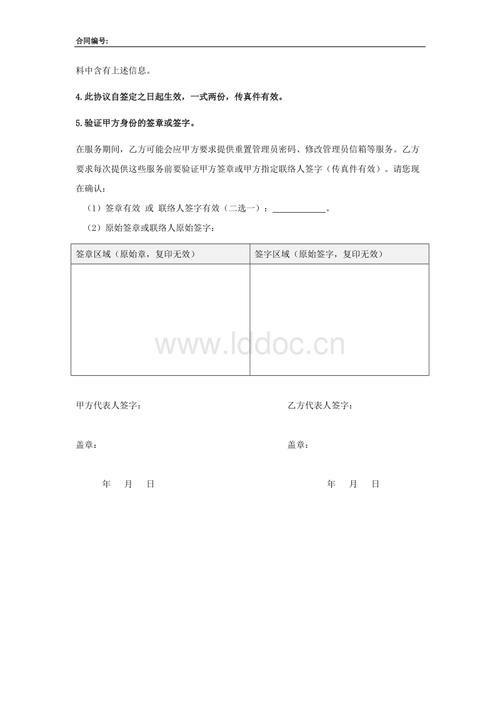 合同编号:
料中含有上述信息。
4.此协议自签定之日起生效，一式两份，传真件有效。
5.验证甲方身份的签章或签字。
在服务期间，乙方可能会应甲方要求提供重置管理员密码、修改管理员信箱等服务。乙方
要求每次提供这些服务前要验证甲方签章或甲方指定联络人签字（传真件有效）。请您现
在确认：
（1）签章有效 或 联络人签字有效（二选一）：__________。
（2）原始签章或联络人原始签字：
签章区域（原始章，复印无效） 签字区域（原始签字，复印无效）
www.lddoc.cn
甲方代表人签字： 乙方代表人签字：
盖章： 盖章：
年 月 日 年 月 日